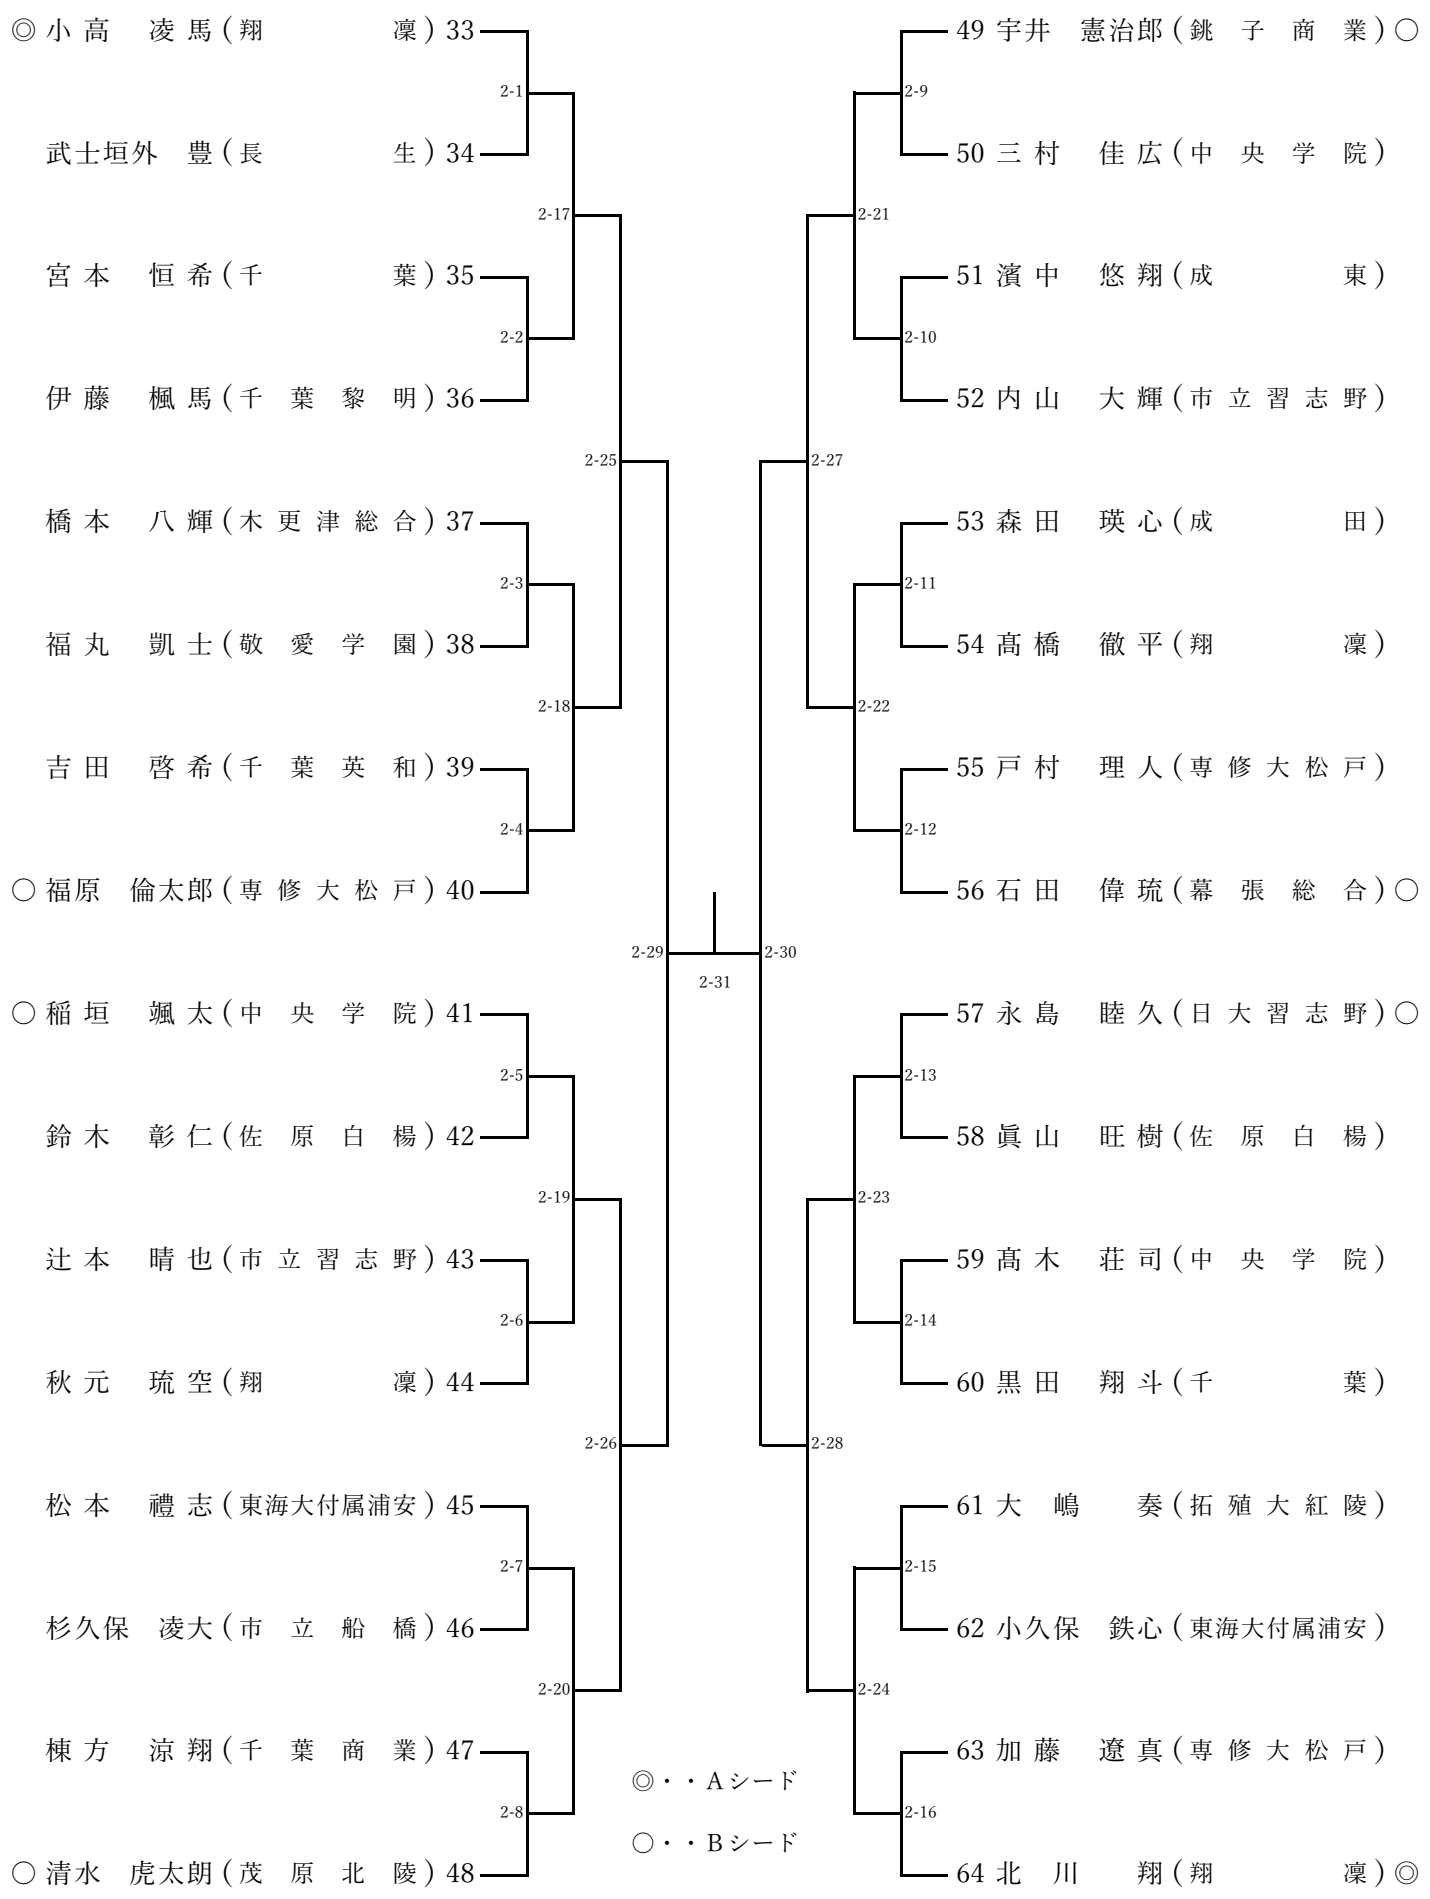 ◎ 小高 凌馬 (翔凜) 33
2-1
武士垣外 豊 (長生) 34
2-17
宮本 恒希 (千葉) 35
2-2
伊藤 楓馬 (千葉黎明) 36
2-25
橋本 八輝 (木更津総合) 37
2-3
福丸 凱士 (敬愛学園) 38
2-18
吉田 啓希 (千葉英和) 39
2-4
○ 福原 倫太郎 (専修大松戸) 40
2-29
○ 稲垣 颯太 (中央学院) 41
2-5
鈴木 彰仁 (佐原白楊) 42
2-19
辻本 晴也 (市立習志野) 43
2-6
秋元 琉空 (翔凜) 44
2-26
松本 禮志 (東海大付属浦安) 45
2-7
杉久保 凌大 (市立船橋) 46
2-20
棟方 涼翔 (千葉商業) 47
2-8
○ 清水 虎太朗 (茂原北陵) 48
2-31
49 宇井 憲治郎 (銚子商業) ○
2-9
50 三村 佳広 (中央学院)
2-21
51 濱中 悠翔 (成東)
2-10
52 内山 大輝 (市立習志野)
2-27
53 森田 瑛心 (成田)
2-11
54 髙橋 徹平 (翔凜)
2-22
55 戸村 理人 (専修大松戸)
2-12
56 石田 偉琉 (幕張総合) ○
2-30
57 永島 睦久 (日大習志野) ○
2-13
58 眞山 旺樹 (佐原白楊)
2-23
59 髙木 荘司 (中央学院)
2-14
60 黒田 翔斗 (千葉)
2-28
61 大嶋 奏 (拓殖大紅陵)
2-15
62 小久保 鉄心 (東海大付属浦安)
2-24
63 加藤 遼真 (専修大松戸)
2-16
64 北川 翔 (翔凜) ◎
◎・・Aシード
○・・Bシード